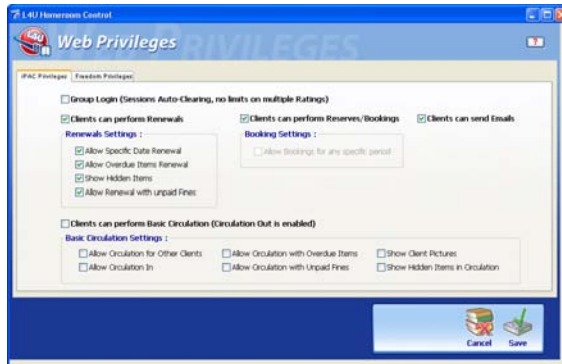 L4U Homeroom Control
Web Privileges
PRIVILEGES
?
iPAC Privileges Freedom Privileges
Group Login (Sessions Auto-Clearing, no limits on multiple Ratings)
Clients can perform Renewals Clients can perform Reserves/Bookings Clients can send Emails
Renewals Settings : Booking Settings :
Allow Specific Date Renewal Allow Bookings for any specific period
Allow Overdue Items Renewal
Show Hidden Items
Allow Renewal with unpaid Fines
Clients can perform Basic Circulation (Circulation Out is enabled)
Basic Circulation Settings :
Allow Circulation for Other Clients Allow Circulation with Overdue Items Show Client Pictures
Allow Circulation In Allow Circulation with Unpaid Fines Show Hidden Items in Circulation
Cancel Save